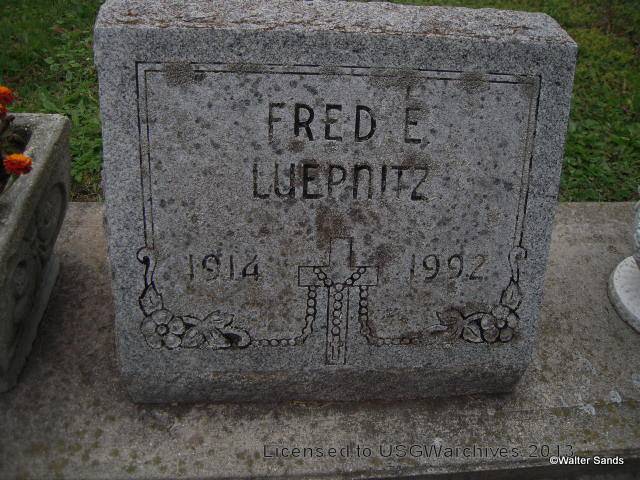 FRED E.
LUEPNITZ
1914 1992
Licensed to USGWarchives 2013
©Walter Sands